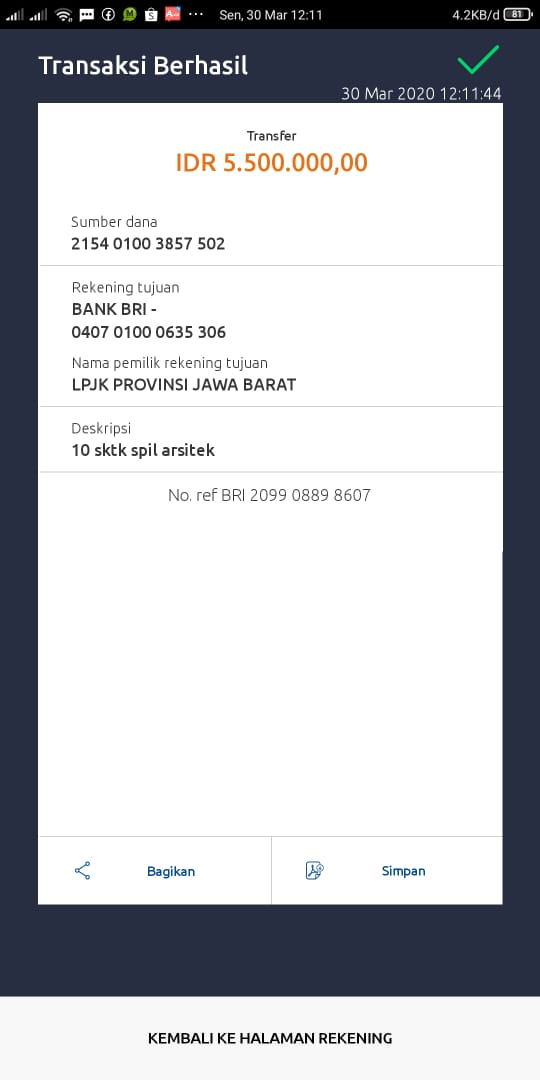 Sen, 30 Mar 12:11
4.2KB/d
81
Transaksi Berhasil
30 Mar 2020 12:11:44
Transfer
IDR 5.500.000,00
Sumber dana
2154 0100 3857 502
Rekening tujuan
BANK BRI -
0407 0100 0635 306
Nama pemilik rekening tujuan
LPJK PROVINSI JAWA BARAT
Deskripsi
10 sktk spil arsitek
No. ref BRI 2099 0889 8607
Bagikan
Simpan
KEMBALI KE HALAMAN REKENING